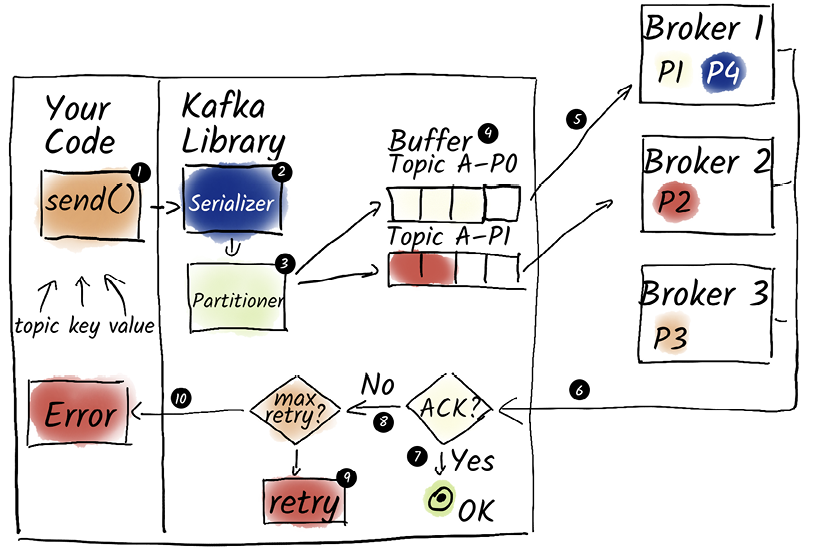 Your
Code
Kafka
Library
1
send()
2
Serializer
3
Partitioner
topic key value
Buffer 4
Topic A-P0
Topic A-P1
5
Broker 1
P1 P4
Broker 2
P2
Broker 3
P3
6
ACK?
7
Yes
OK
No
8
max
retry?
9
retry
10
Error